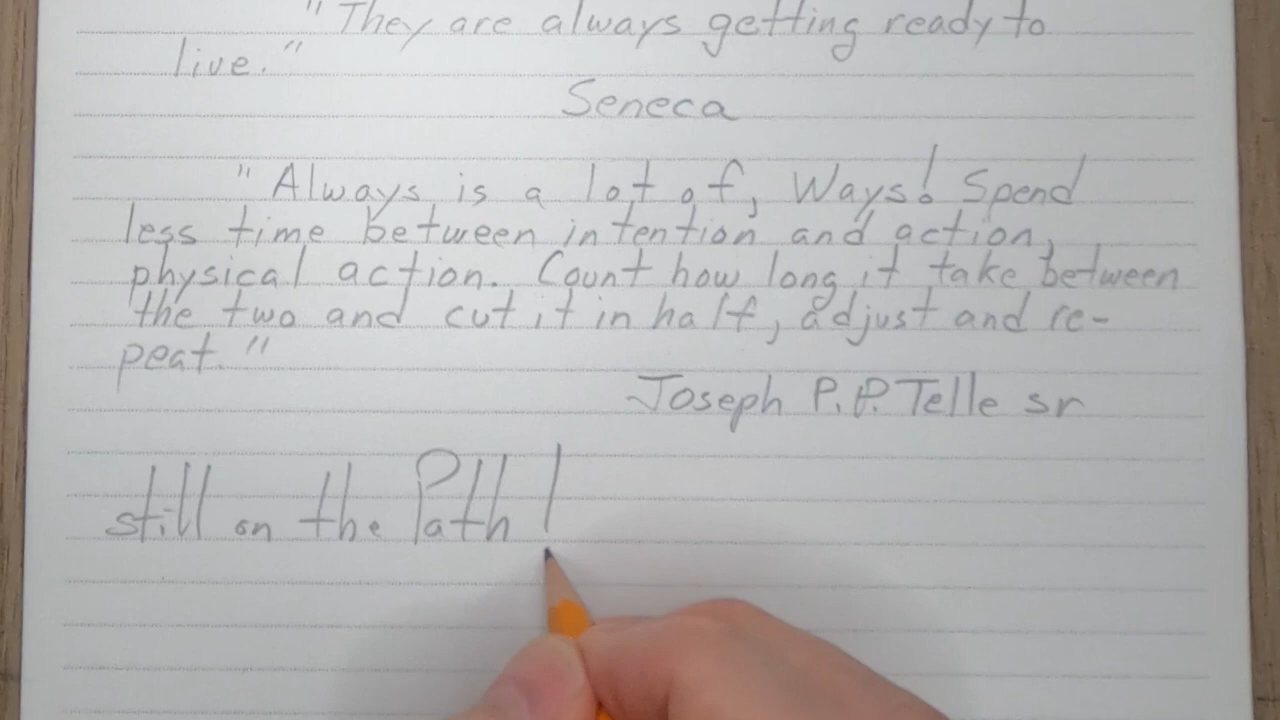 "They are always getting ready to
live."
Seneca
"Always is a lot of, Ways! Spend
less time between intention and action,
physical action. Count how long it take between
the two and cut it in half, adjust and re-
peat."
Joseph P.P. Telle sr
still on the Path!